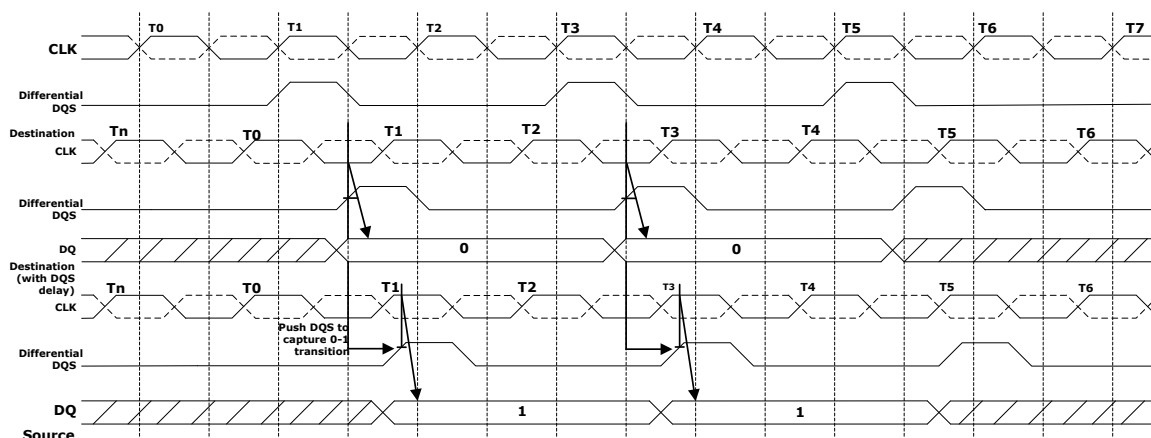 T0 T1 T2 T3 T4 T5 T6 T7
CLK
Differential
DQS
Destination
CLK
Tn T0 T1 T2 T3 T4 T5 T6
Differential
DQS
DQ
0 0
Destination
(with DQS
delay)
CLK
Tn T0 T1 T2 T3 T4 T5 T6
Push DQS to
capture 0-1
transition
Differential
DQS
DQ
1 1
Source